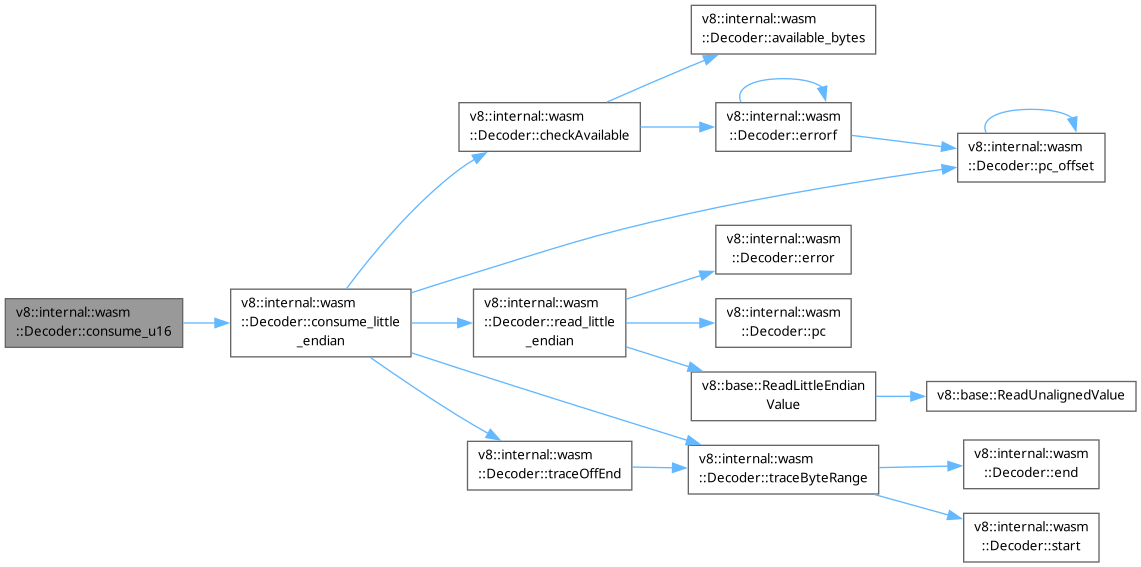 v8::internal::wasm
::Decoder::available_bytes
v8::internal::wasm
::Decoder::checkAvailable
v8::internal::wasm
::Decoder::errorf
v8::internal::wasm
::Decoder::pc_offset
v8::internal::wasm
::Decoder::error
v8::internal::wasm
::Decoder::consume_u16
v8::internal::wasm
::Decoder::consume_little
_endian
v8::internal::wasm
::Decoder::read_little
_endian
v8::internal::wasm
::Decoder::pc
v8::base::ReadLittleEndian
Value
v8::base::ReadUnalignedValue
v8::internal::wasm
::Decoder::traceOffEnd
v8::internal::wasm
::Decoder::traceByteRange
v8::internal::wasm
::Decoder::end
v8::internal::wasm
::Decoder::start